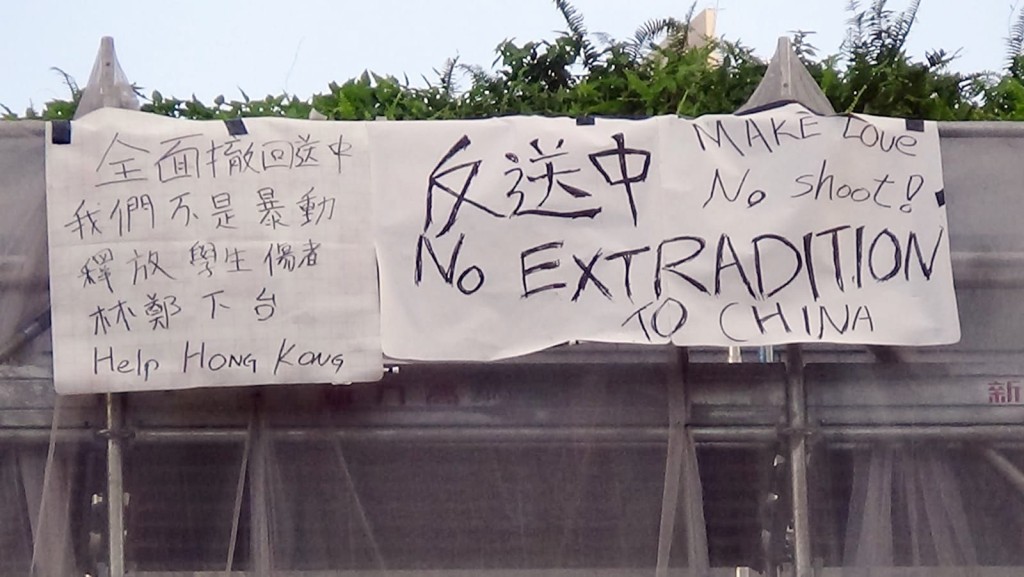 全面撤回送中
我們不是暴動
釋放學生傷者
林鄭下台
Help HONG KONG
反送中
NO EXTRADITION
TO CHINA
MAKE LOVE
No shoot!
新